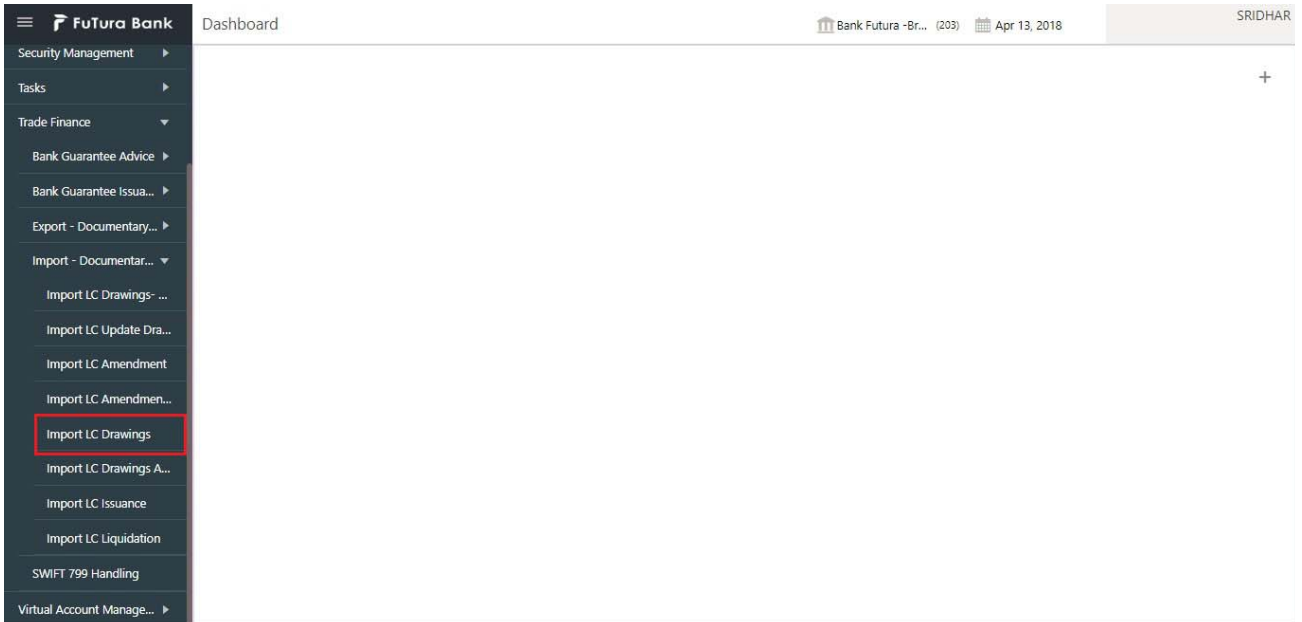 FuTura Bank
Dashboard
Bank Futura -Br... (203)
Apr 13, 2018
SRIDHAR
Security Management
Tasks
Trade Finance
Bank Guarantee Advice
Bank Guarantee Issua...
Export - Documentary...
Import - Documentar...
Import LC Drawings- ...
Import LC Update Dra...
Import LC Amendment
Import LC Amendmen...
Import LC Drawings
Import LC Drawings A...
Import LC Issuance
Import LC Liquidation
SWIFT 799 Handling
Virtual Account Manage...